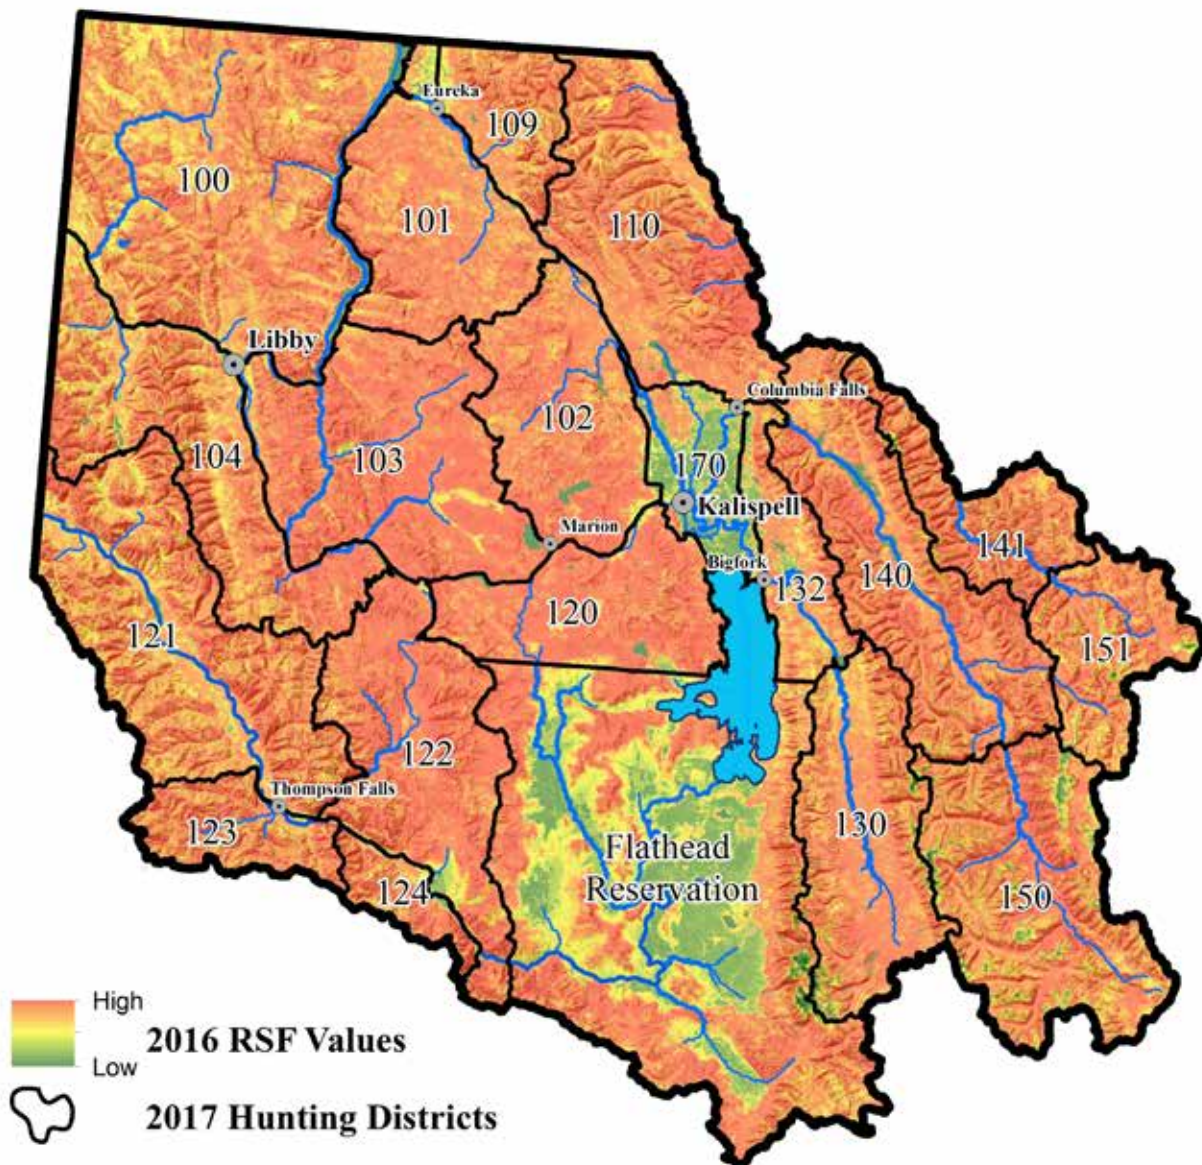 Eureka
109
100
101
110
Libby
Columbia Falls
102
104
103
170
Kalispell
Marion
141
Bigfork
140
132
120
121
151
122
Thompson Falls
123
130
Flathead
Reservation
124
150
High
2016 RSF Values
Low
2017 Hunting Districts